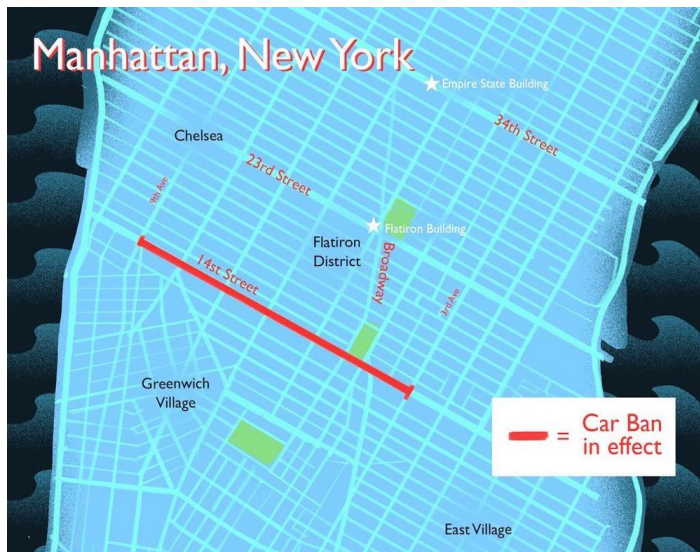 Manhattan, New York
Empire State Building
34th Street
Chelsea
23rd Street
9th Ave
Flatiron Building
Flatiron
District
Broadway
14st Street
3rd Ave
Greenwich
Village
= Car Ban
in effect
East Village